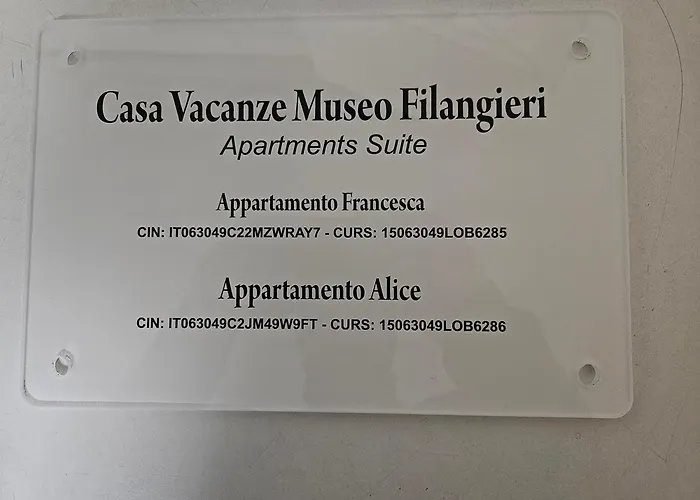 Casa Vacanze Museo Filangieri
Apartments Suite
Appartamento Francesca
CIN: IT063049C22MZWRAY7 - CURS: 15063049LOB6285
Appartamento Alice
CIN: IT063049C2JM49W9FT - CURS: 15063049LOB6286